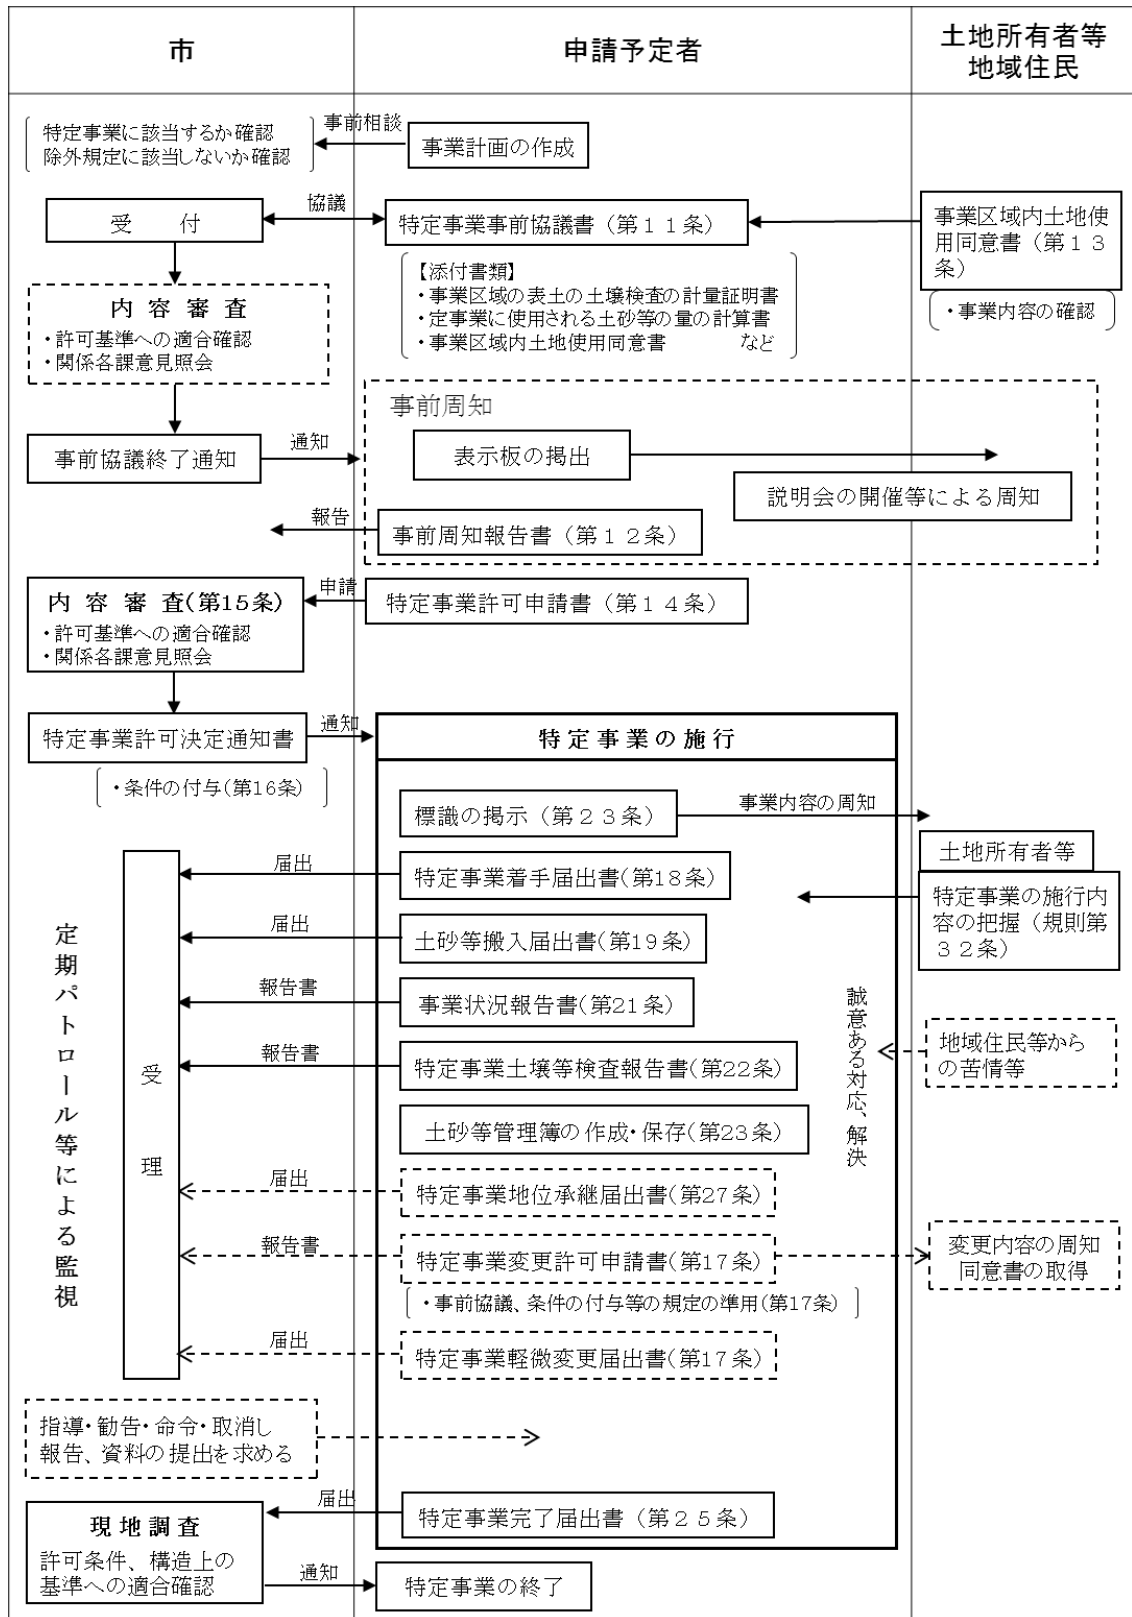 市
申請予定者
土地所有者等
地域住民
特定事業に該当するか確認
除外規定に該当しないか確認
事前相談
事業計画の作成
受　付
協議
特定事業事前協議書（第１１条）
事業区域内土地使
用同意書（第１３
条）
・事業内容の確認
【添付書類】
・事業区域の表土の土壌検査の計量証明書
・定事業に使用される土砂等の量の計算書
・事業区域内土地使用同意書　　　など
内 容 審 査
・許可基準への適合確認
・関係各課意見照会
事前協議終了通知
通知
事前周知
表示板の掲出
説明会の開催等による周知
報告
事前周知報告書（第１２条）
内 容 審 査(第15条)
・許可基準への適合確認
・関係各課意見照会
申請
特定事業許可申請書（第１４条）
特定事業許可決定通知書
・条件の付与(第16条)
通知
特定事業の施行
標識の掲示（第２３条）
事業内容の周知
土地所有者等
特定事業の施行内
容の把握（規則第
３２条）
定期パトロール等による監視
受理
届出
特定事業着手届出書(第18条)
届出
土砂等搬入届出書(第19条)
報告書
事業状況報告書(第21条)
報告書
特定事業土壌等検査報告書(第22条)
土砂等管理簿の作成・保存(第23条)
誠意ある対応、解決
地域住民等から
の苦情等
届出
特定事業地位承継届出書(第27条)
報告書
特定事業変更許可申請書(第17条)
・事前協議、条件の付与等の規定の準用(第17条)
変更内容の周知
同意書の取得
届出
特定事業軽微変更届出書(第17条)
指導・勧告・命令・取消し
報告、資料の提出を求める
届出
特定事業完了届出書（第２５条）
現地調査
許可条件、構造上の
基準への適合確認
通知
特定事業の終了